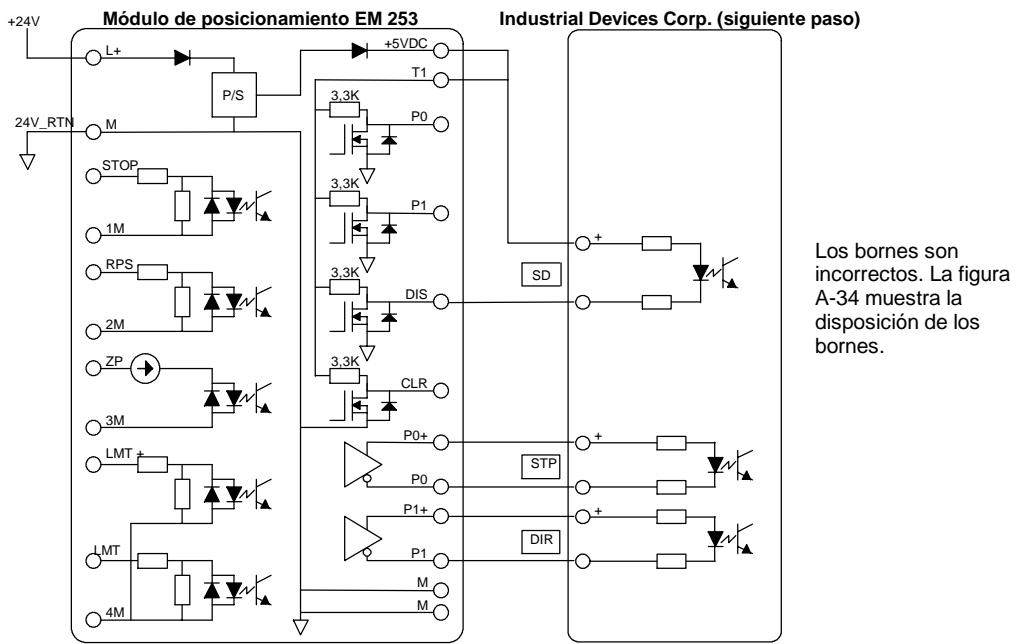 Módulo de posicionamiento EM 253
Industrial Devices Corp. (siguiente paso)
+24V
L+
+5VDC
T1
P/S
3,3K
P0
24V_RTN
M
STOP
3,3K
P1
1M
+
RPS
SD
3,3K
DIS
2M
Los bornes son
incorrectos. La figura
A-34 muestra la
disposición de los
bornes.
ZP
3,3K
CLR
3M
P0+
+
LMT +
STP
P0
P1+
+
DIR
LMT
P1
M
4M
M